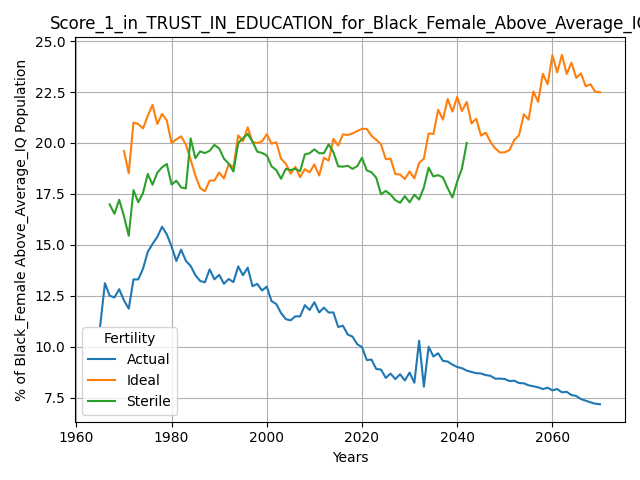 Score_1_in_TRUST_IN_EDUCATION_for_Black_Female_Above_Average_IQ
% of Black_Female Above_Average_IQ Population
25.0
22.5
20.0
17.5
15.0
12.5
10.0
7.5
Fertility
Actual
Ideal
Sterile
1960 1980 2000 2020 2040 2060
Years